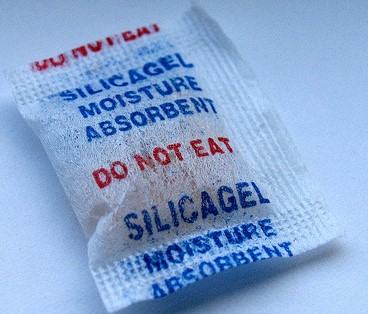 DO NOT EAT
SILICAGEL
MOISTURE
ABSORBENT
DO NOT EAT
SILICAGEL
MOISTURE
ABSORBENT